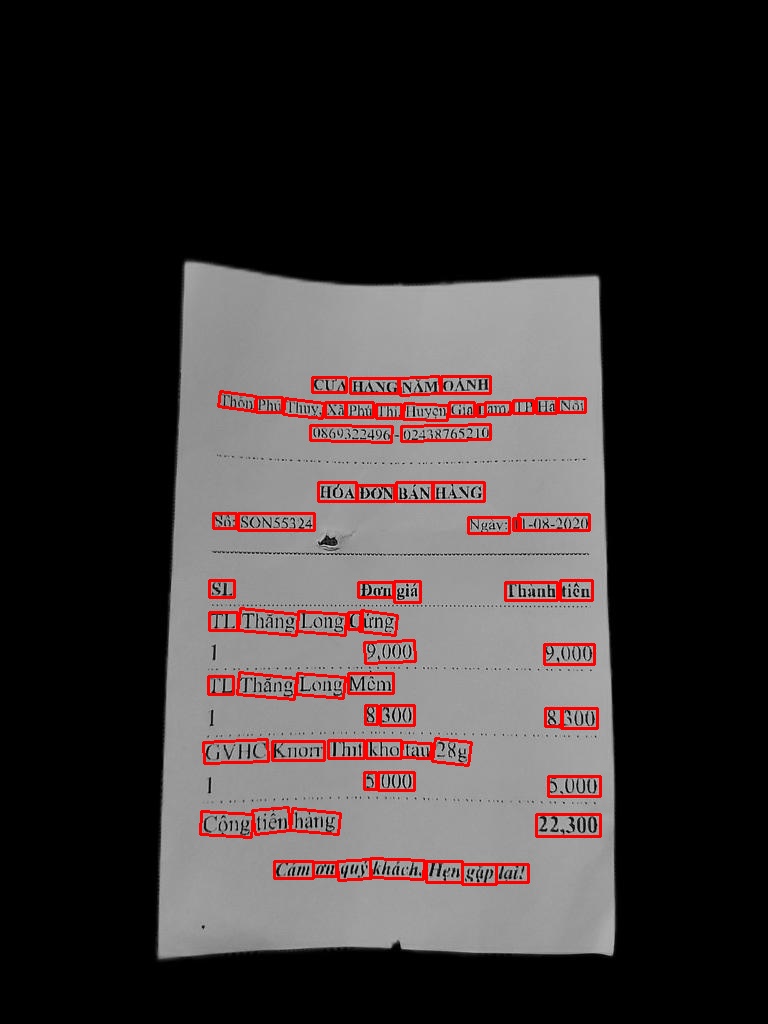 CỬA HÀNG NĂM OANH
Thôn Phú Thụy, Xã Phú Thị Huyện Gia Lâm TP Hà Nội
0869322496 - 02438765210
HÓA ĐƠN BÁN HÀNG
Số: SON55324 Ngày: 11-08-2020
SL Đơn giá Thành tiền
TL Thăng Long Cứng
1 9,000 9,000
TL Thăng Long Mềm
1 8,300 8,300
GVHC Knorr Thịt kho tàu 28g
1 5,000 5,000
Cộng tiền hàng 22,300
Cảm ơn quý khách. Hẹn gặp lại!